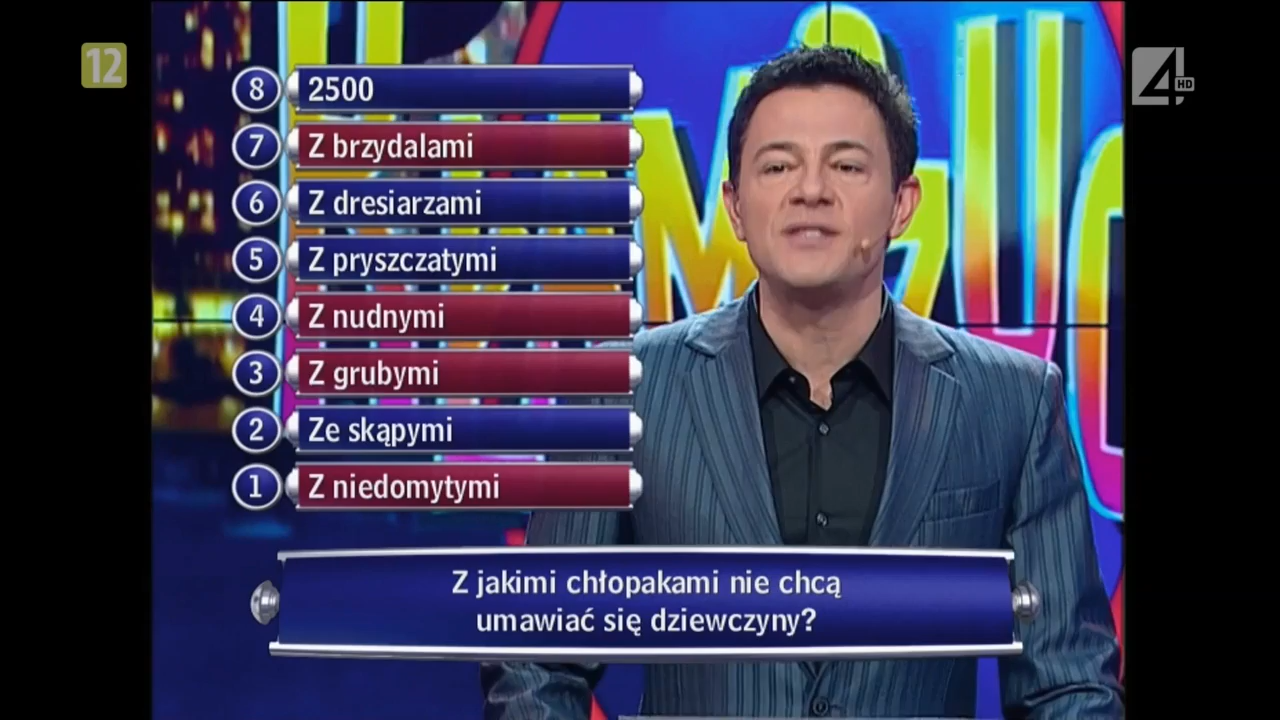 12
4 HD
8 2500
7 Z brzydalami
6 Z dresiarzami
5 Z pryszczatymi
4 Z nudnymi
3 Z grubymi
2 Ze skąpymi
1 Z niedomytymi
Z jakimi chłopakami nie chcą
umawiać się dziewczyny?